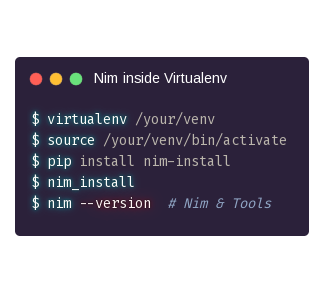 Nim inside Virtualenv
$ virtualenv /your/venv
$ source /your/venv/bin/activate
$ pip install nim-install
$ nim_install
$ nim --version  # Nim & Tools